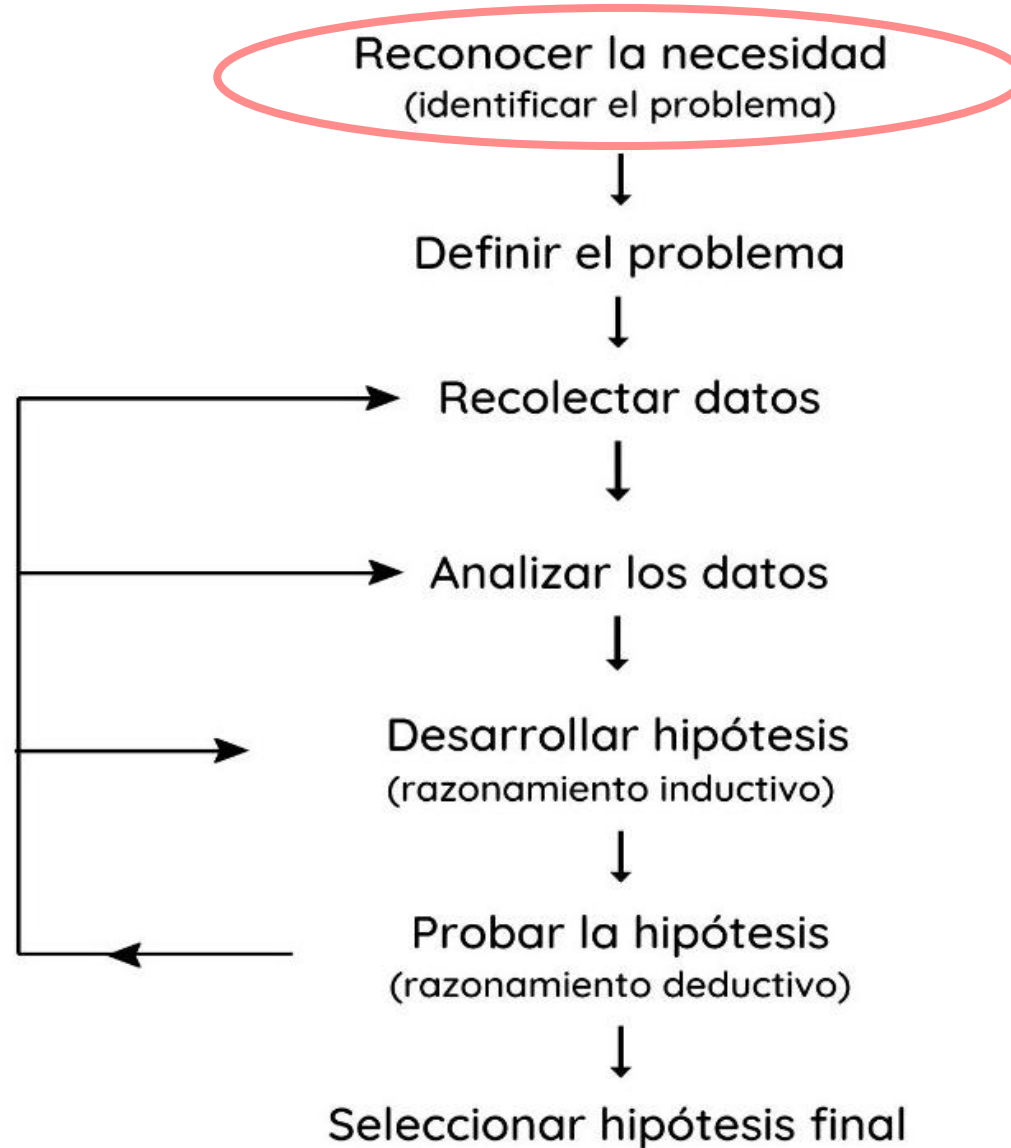 Reconocer la necesidad
(identificar el problema)
Definir el problema
Recolectar datos
Analizar los datos
Desarrollar hipótesis
(razonamiento inductivo)
Probar la hipótesis
(razonamiento deductivo)
Seleccionar hipótesis final